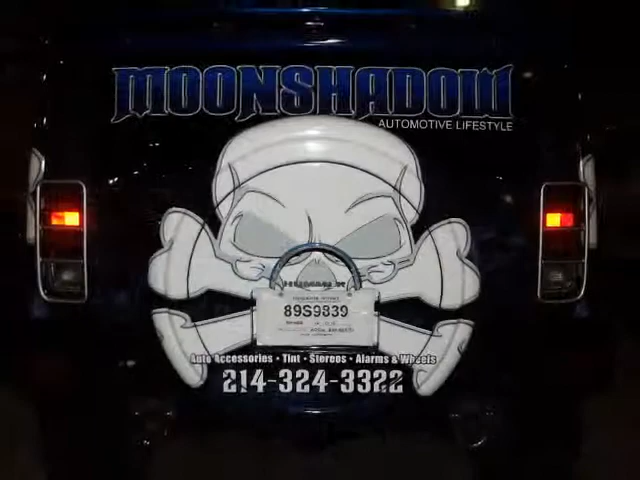 MOONSHADOW
AUTOMOTIVE LIFESTYLE
89S9839
Auto Accessories • Tint • Stereos • Alarms & Wheels
214-324-3322